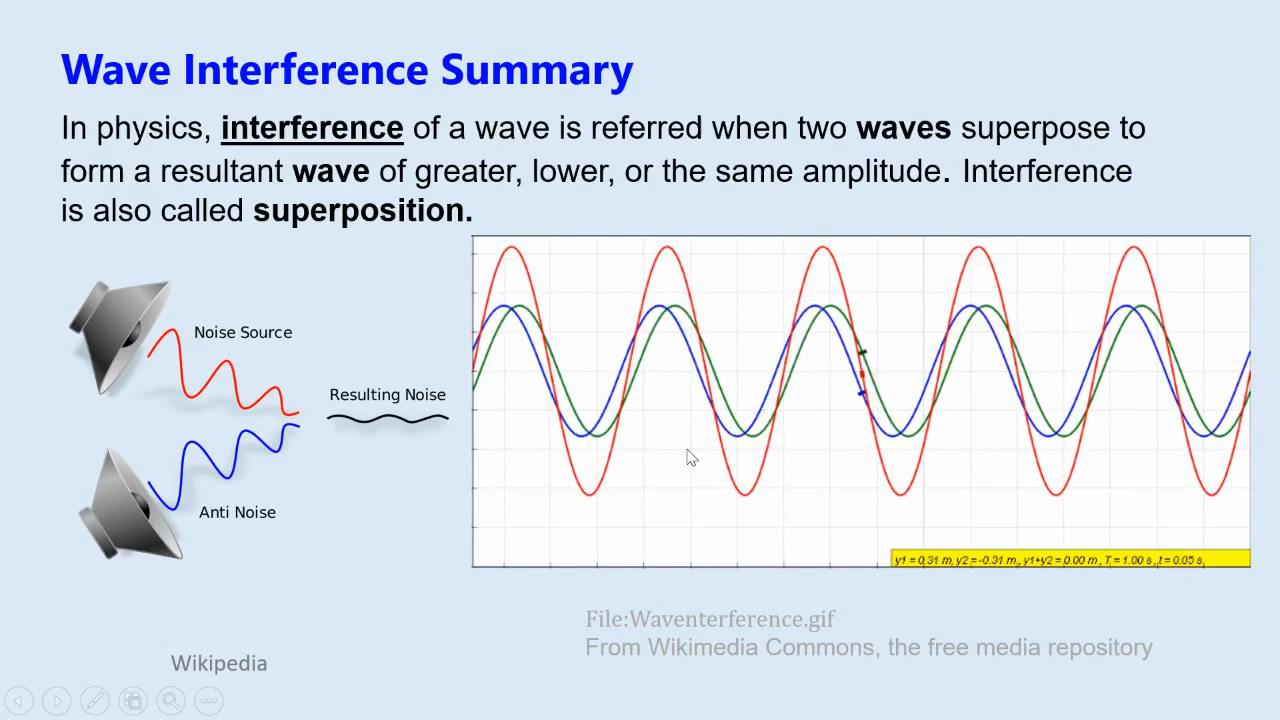 Wave Interference Summary
In physics, interference of a wave is referred when two waves superpose to
form a resultant wave of greater, lower, or the same amplitude. Interference
is also called superposition.
Noise Source
Resulting Noise
Anti Noise
y1 = 0.31 m, y2 = -0.31 m, y1+y2 = 0.00 m , T = 1.00 s , t = 0.05 s,
File:Waventerference.gif
From Wikimedia Commons, the free media repository
Wikipedia